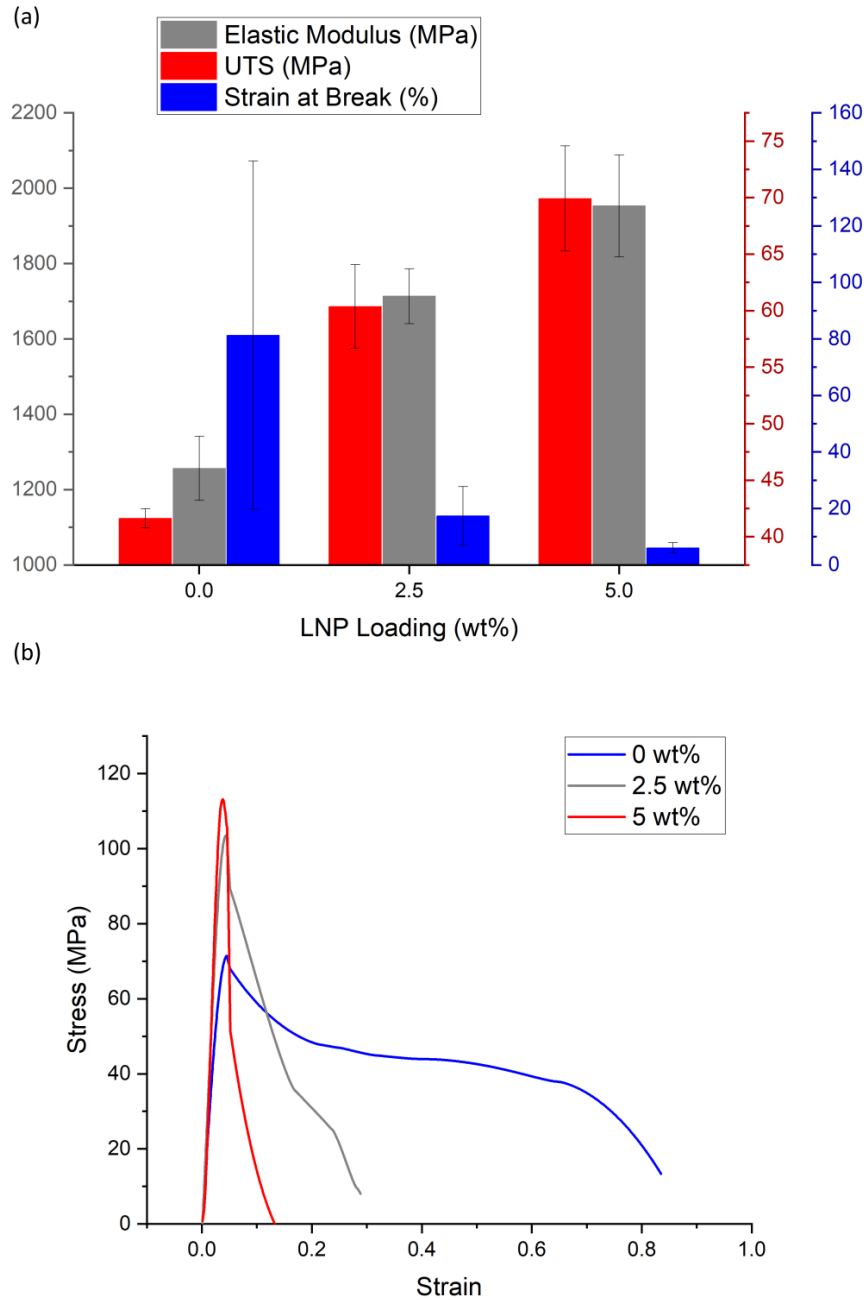 (a)
Elastic Modulus (MPa)
UTS (MPa)
Strain at Break (%)
2200
2000
1800
1600
1400
1200
1000
75
70
65
60
55
50
45
40
160
140
120
100
80
60
40
20
0
0.0 2.5 5.0
LNP Loading (wt%)
(b)
0 wt%
2.5 wt%
5 wt%
120
100
80
60
40
20
0
Stress (MPa)
0.0 0.2 0.4 0.6 0.8 1.0
Strain